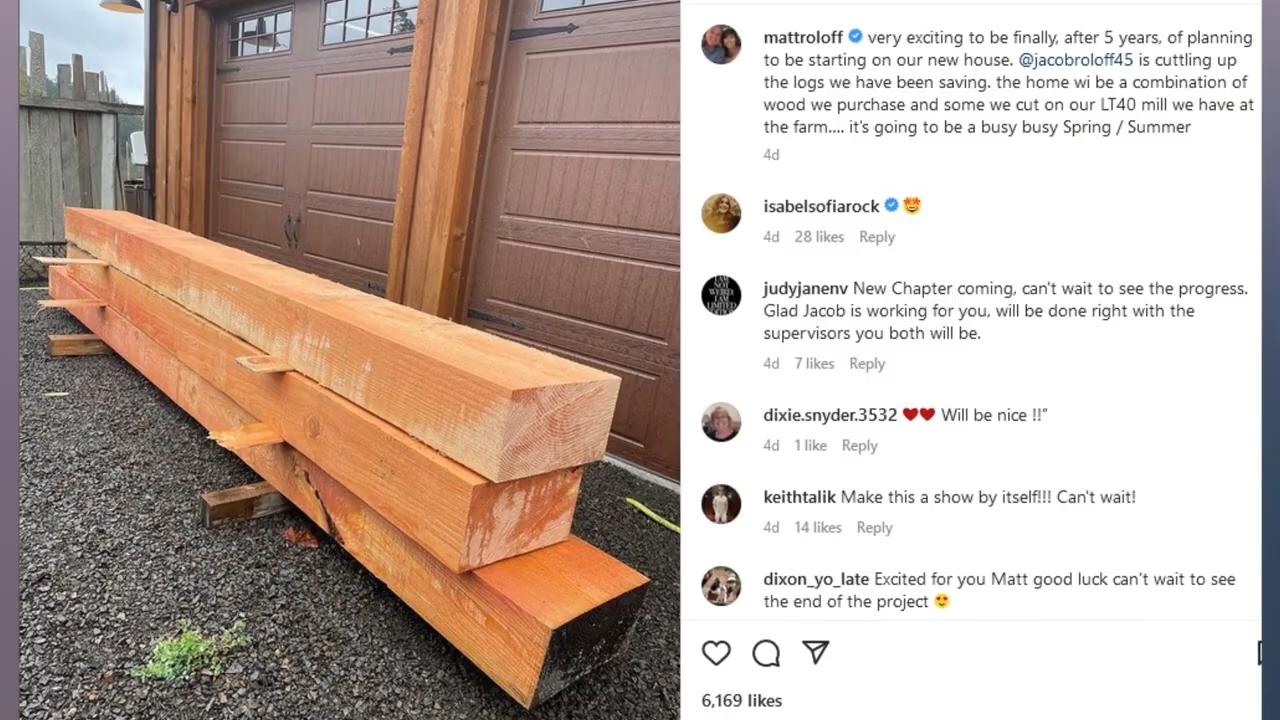 mattroloff very exciting to be finally, after 5 years, of planning
to be starting on our new house. @jacobroloff45 is cuttling up
the logs we have been saving. the home wi be a combination of
wood we purchase and some we cut on our LT40 mill we have at
the farm.... it's going to be a busy busy Spring / Summer
4d
isabelsofiarock 🤩
4d 28 likes Reply
judyjanenv New Chapter coming, can't wait to see the progress.
Glad Jacob is working for you, will be done right with the
supervisors you both will be.
4d 7 likes Reply
dixie.snyder.3532 ❤️❤️ Will be nice !!”
4d 1 like Reply
keithtalik Make this a show by itself!!! Can't wait!
4d 14 likes Reply
dixon_yo_late Excited for you Matt good luck can’t wait to see
the end of the project 😍
6,169 likes